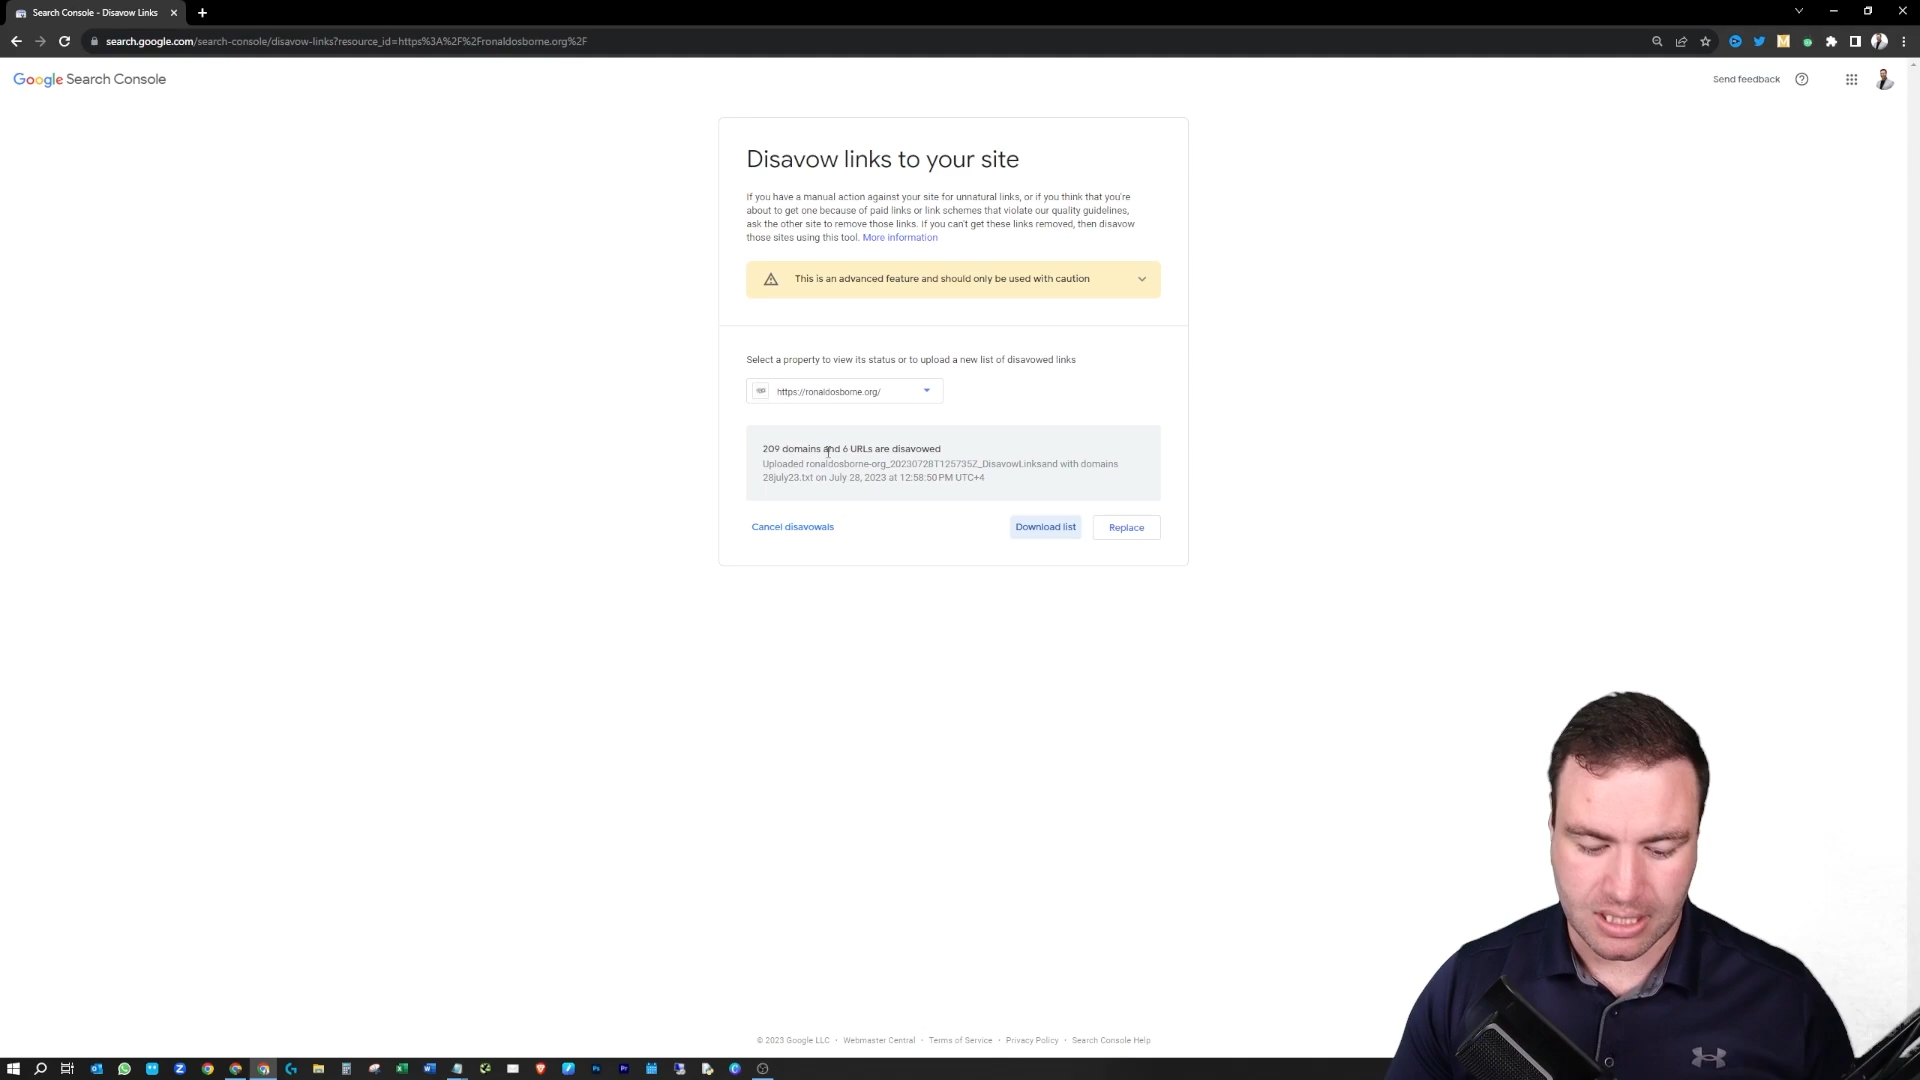 Search Console - Disavow Links
search.google.com/search-console/disavow-links?resource_id=https%3A%2F%2Fronaldosborne.org%2F
Google Search Console
Send feedback
Disavow links to your site
If you have a manual action against your site for unnatural links, or if you think that you're
about to get one because of paid links or link schemes that violate our quality guidelines,
ask the other site to remove those links. If you can't get these links removed, then disavow
those sites using this tool. More information
This is an advanced feature and should only be used with caution
Select a property to view its status or to upload a new list of disavowed links
https://ronaldosborne.org/
209 domains and 6 URLs are disavowed
Uploaded ronaldosborne-org_20230728T125735Z_DisavowLinksand with domains
28july23.txt on July 28, 2023 at 12:58:50 PM UTC+4
Cancel disavowals
Download list
Replace
© 2023 Google LLC • Webmaster Central • Terms of Service • Privacy Policy • Search Console Help